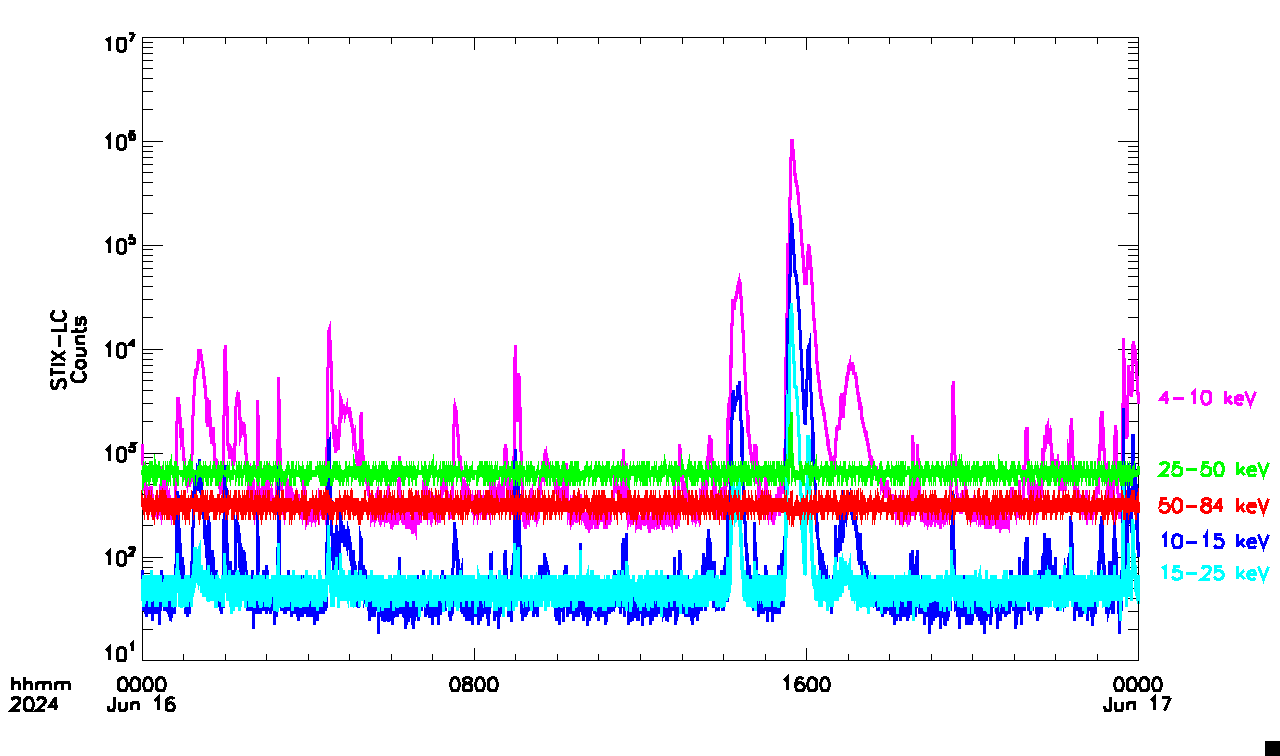 10⁷
10⁶
10⁵
10⁴
10³
10²
10¹
STIX-LC
Counts
4-10 keV
25-50 keV
50-84 keV
10-15 keV
15-25 keV
hhmm 0000 0800 1600 0000
2024 Jun 16 Jun 17